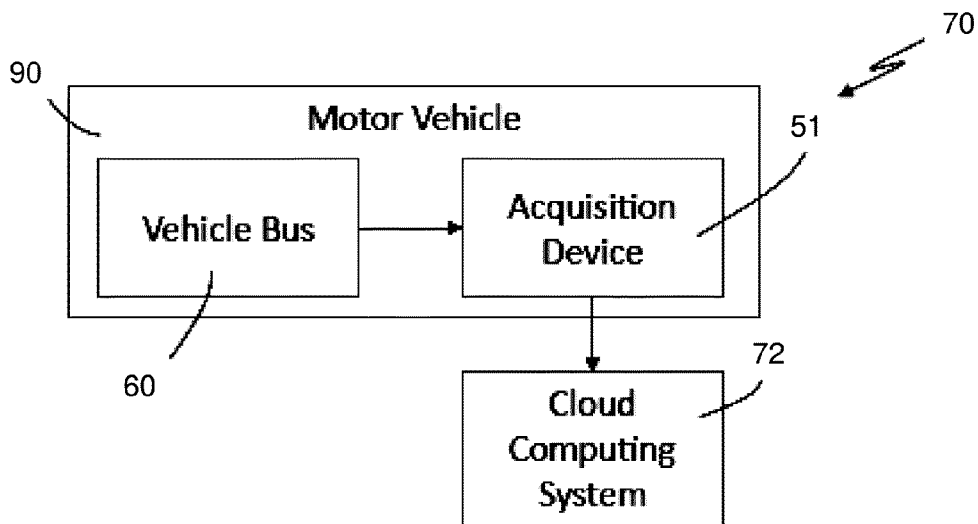 70
90
Motor Vehicle
51
Vehicle Bus
Acquisition
Device
60
72
Cloud
Computing
System